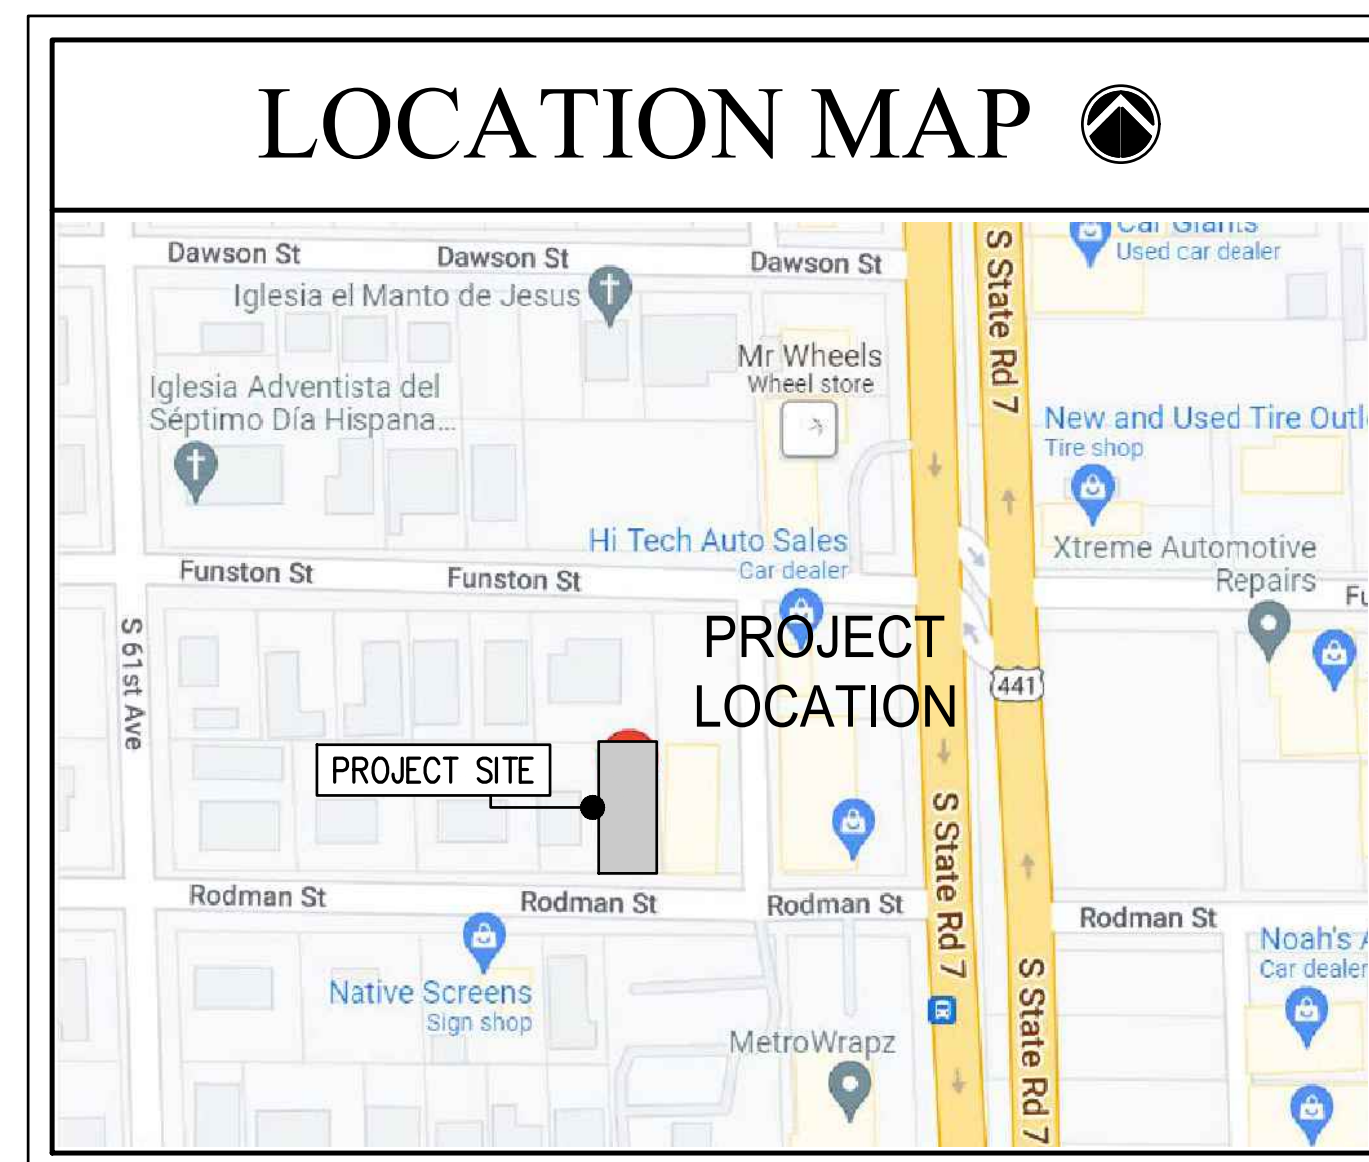 LOCATION MAP
Dawson St
Dawson St
Dawson St
S State Rd 7
Car Giants
Used car dealer
Iglesia el Manto de Jesus
Mr Wheels
Wheel store
Iglesia Adventista del
Séptimo Día Hispana...
New and Used Tire Outl
Tire shop
Hi Tech Auto Sales
Car dealer
Xtreme Automotive
Repairs
Funston St
Funston St
Fu
S 61st Ave
PROJECT
LOCATION
441
PROJECT SITE
S State Rd 7
Rodman St
Rodman St
Rodman St
Rodman St
Native Screens
Sign shop
Noah's A
Car dealer
S State Rd 7
MetroWrapz